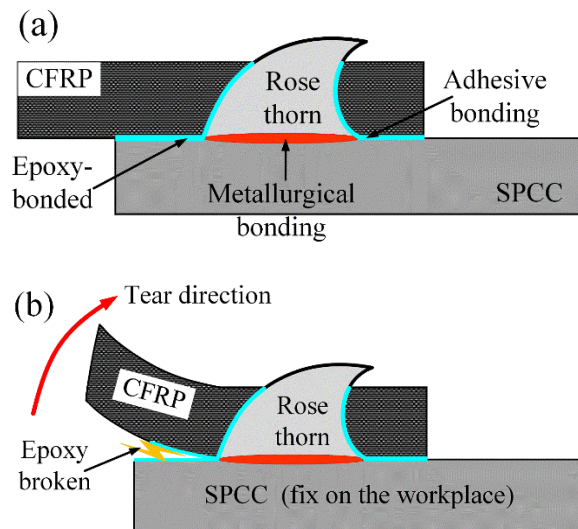 (a)
CFRP
Rose
thorn
Adhesive
bonding
Epoxy-
bonded
Metallurgical
bonding
SPCC
(b)
Tear direction
CFRP
Rose
thorn
Epoxy
broken
SPCC (fix on the workplace)